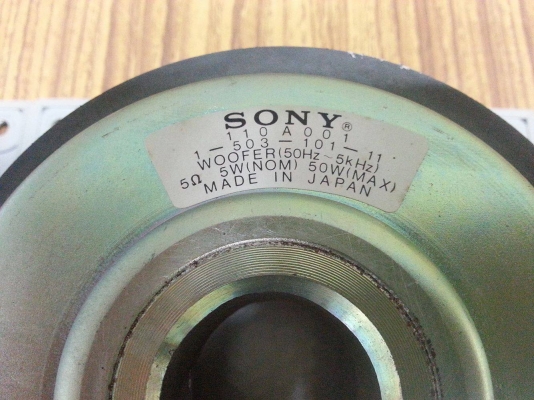 SONY®
110A001
1-503-101-11
WOOFER(50Hz~5kHz)
5Ω 5W(NOM) 50W(MAX)
MADE IN JAPAN